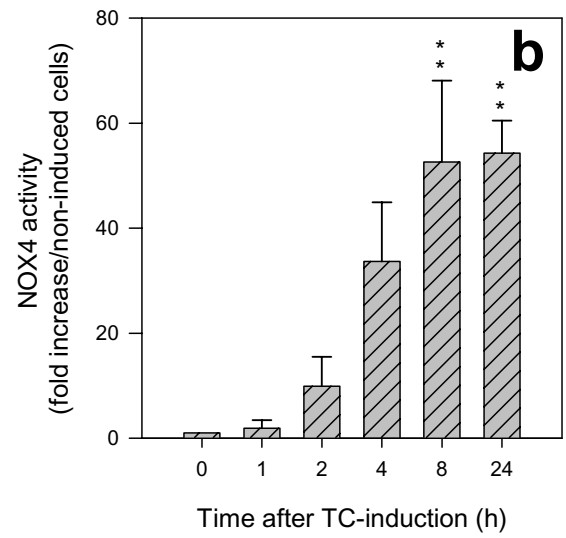 b
80
60
40
20
0
* *
* *
NOX4 activity
(fold increase/non-induced cells)
0 1 2 4 8 24
Time after TC-induction (h)